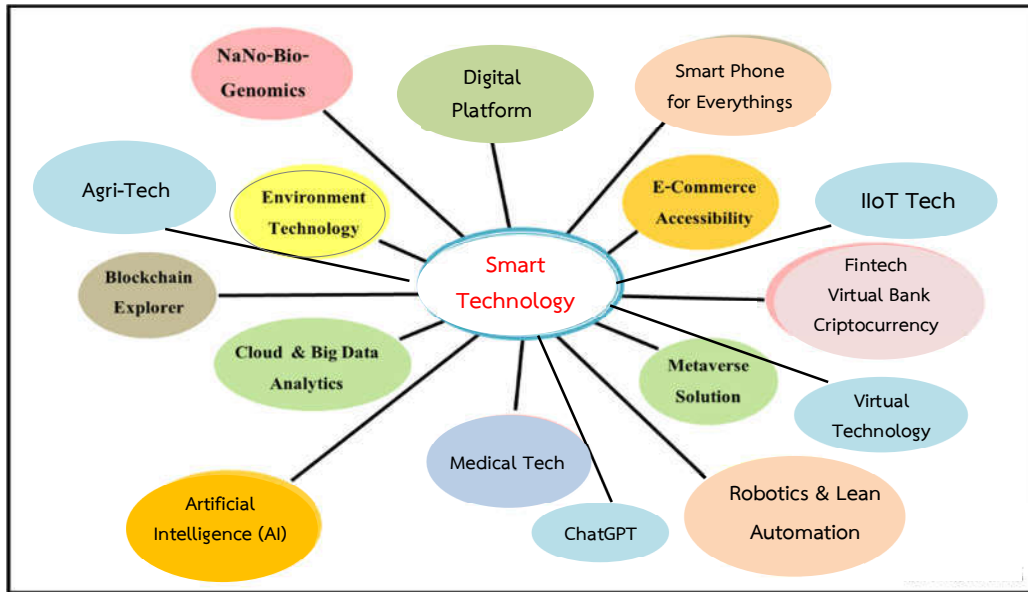 NaNo-Bio-
Genomics
Digital
Platform
Smart Phone
for Everythings
Agri-Tech
Environment
Technology
E-Commerce
Accessibility
IIoT Tech
Smart
Technology
Blockchain
Explorer
Fintech
Virtual Bank
Criptocurrency
Cloud & Big Data
Analytics
Metaverse
Solution
Virtual
Technology
Medical Tech
Artificial
Intelligence (AI)
ChatGPT
Robotics & Lean
Automation